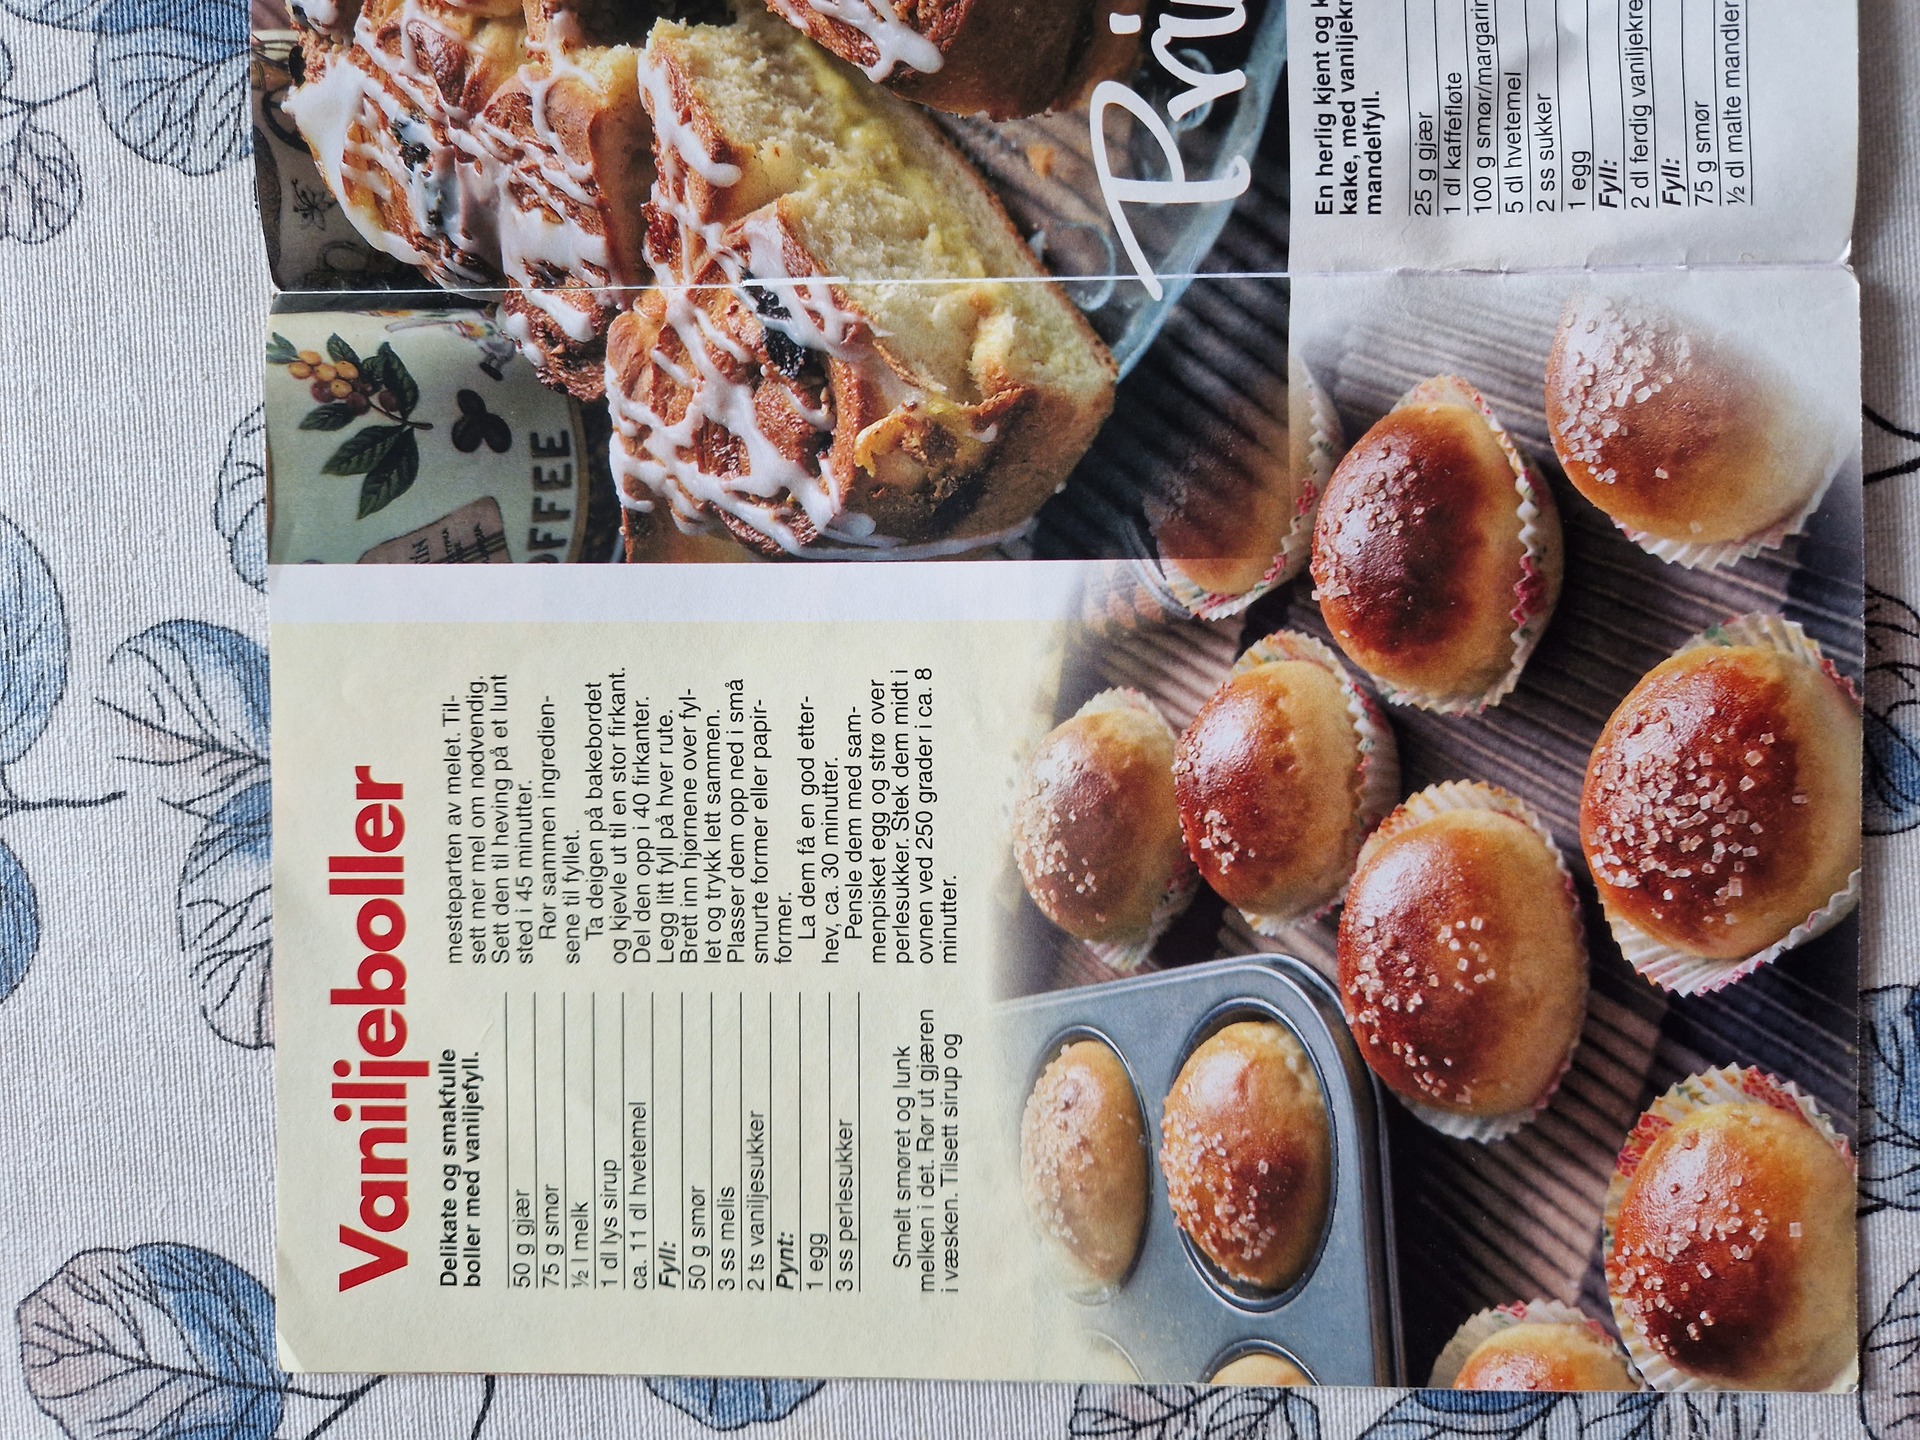 Vaniljeboller
Delikate og smakfulle
boller med vaniljefyll.
50 g gjær
75 g smør
½ l melk
1 dl lys sirup
ca. 11 dl hvetemel
Fyll:
50 g smør
3 ss melis
2 ts vaniljesukker
Pynt:
1 egg
3 ss perlesukker
Smelt smøret og lunk
melken i det. Rør ut gjæren
i væsken. Tilsett sirup og
mesteparten av melet. Til-
sett mer mel om nødvendig.
Sett den til heving på et lunt
sted i 45 minutter.
Rør sammen ingredien-
sene til fyllet.
Ta deigen på bakebordet
og kjevle ut til en stor firkant.
Del den opp i 40 firkanter.
Legg litt fyll på hver rute.
Brett inn hjørnene over fyl-
let og trykk lett sammen.
Plasser dem opp ned i små
smurte former eller papir-
former.
La dem få en god etter-
hev, ca. 30 minutter.
Pensle dem med sam-
menpisket egg og strø over
perlesukker. Stek dem midt i
ovnen ved 250 grader i ca. 8
minutter.
OFFEE
Pri
En herlig kjent og k
kake, med vaniljekr
mandelfyll.
25 g gjær
1 dl kaffefløte
100 g smør/margarin
5 dl hvetemel
2 ss sukker
1 egg
Fyll:
2 dl ferdig vaniljekre
Fyll:
75 g smør
½ dl malte mandler